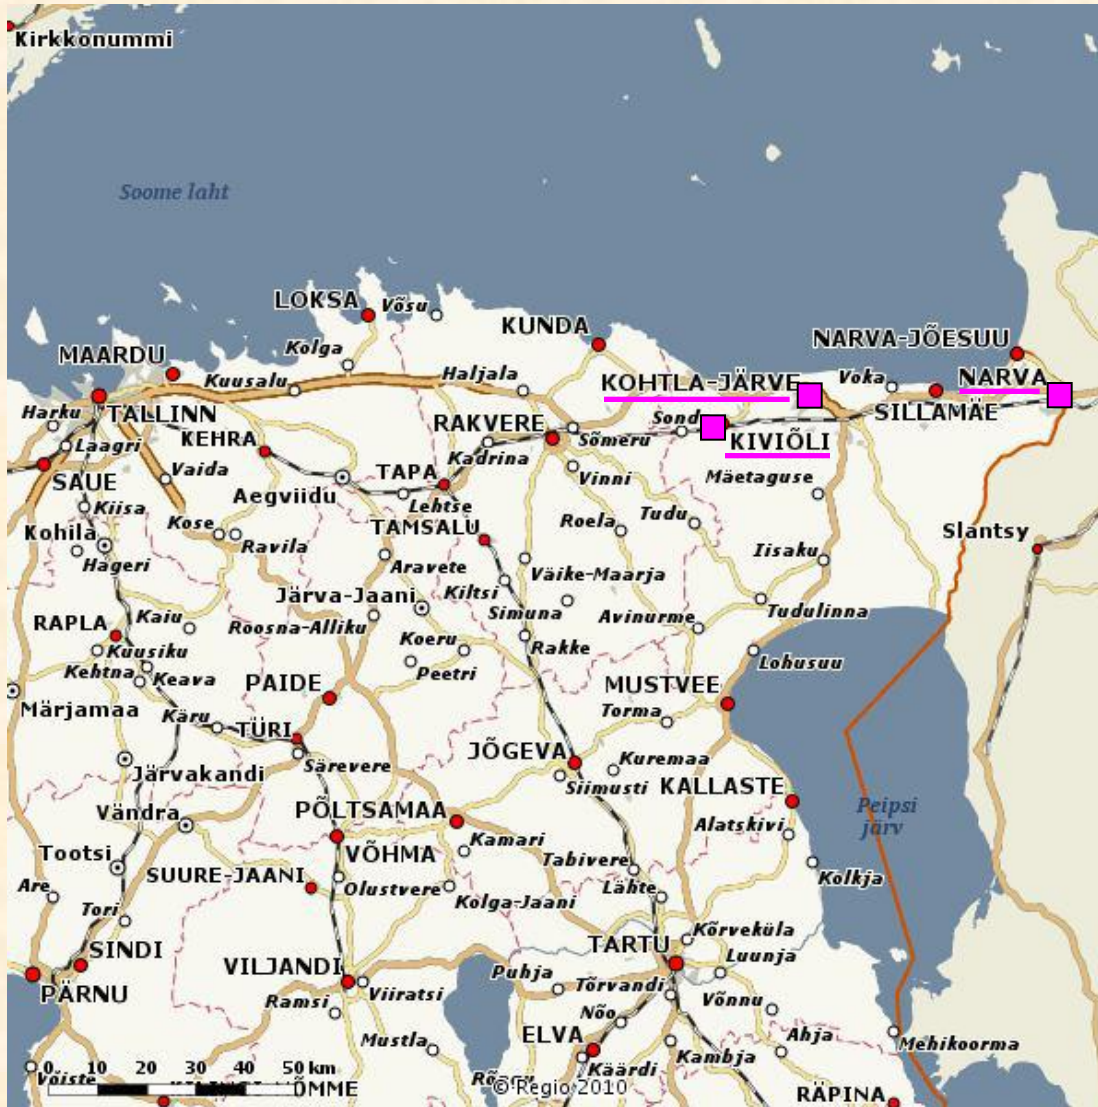 Kirkkonummi
Soome laht
LOKSA
Võsu
KUNDA
NARVA-JÕESUU
MAARDU
Kolga
Kuusalu
Haljala
KOHTLA-JÄRVE
Voka
NARVA
TALLINN
Harku
SILLAMÄE
Laagri
KEHRA
RAKVERE
Sõmeru
Sond
KIVIÕLI
SAUE
Vaida
Kadrina
TAPA
Vinni
Mäetaguse
Aegviidu
Kiisa
Lehtse
Kose
TAMSALU
Roela
Tudu
Kohila
Ravila
Slantsy
Hageri
Aravete
Iisaku
Väike-Maarja
Kiltsi
Järva-Jaani
Simuna
Avinurme
Tudulinna
RAPLA
Kaiu
Roosna-Alliku
Koeru
Rakke
Kuusiku
Lohusuu
Kehtna
Keava
Peetri
PAIDE
MUSTVEE
Märjamaa
Käru
Torma
TÜRI
JÕGEVA
Särevere
Kuremaa
Järvakandi
Siimusti
KALLASTE
Vändra
PÕLTSAMAA
Peipsi
järv
Alatskivi
Kamari
Tootsi
VÕHMA
Tabivere
SUURE-JAANI
Kolkja
Are
Olustvere
Lähte
Kolga-Jaani
Tori
Kõrveküla
SINDI
TARTU
Luunja
VILJANDI
Puhja
PÄRNU
Viiratsi
Tõrvandi
Ramsi
Võnnu
Nõo
Mustla
ELVA
Ahja
Mehikoorma
Kambja
0 10 20 30 40 50 km
Käärdi
Võiste
ÕMME
© Regio 2010
RÄPINA